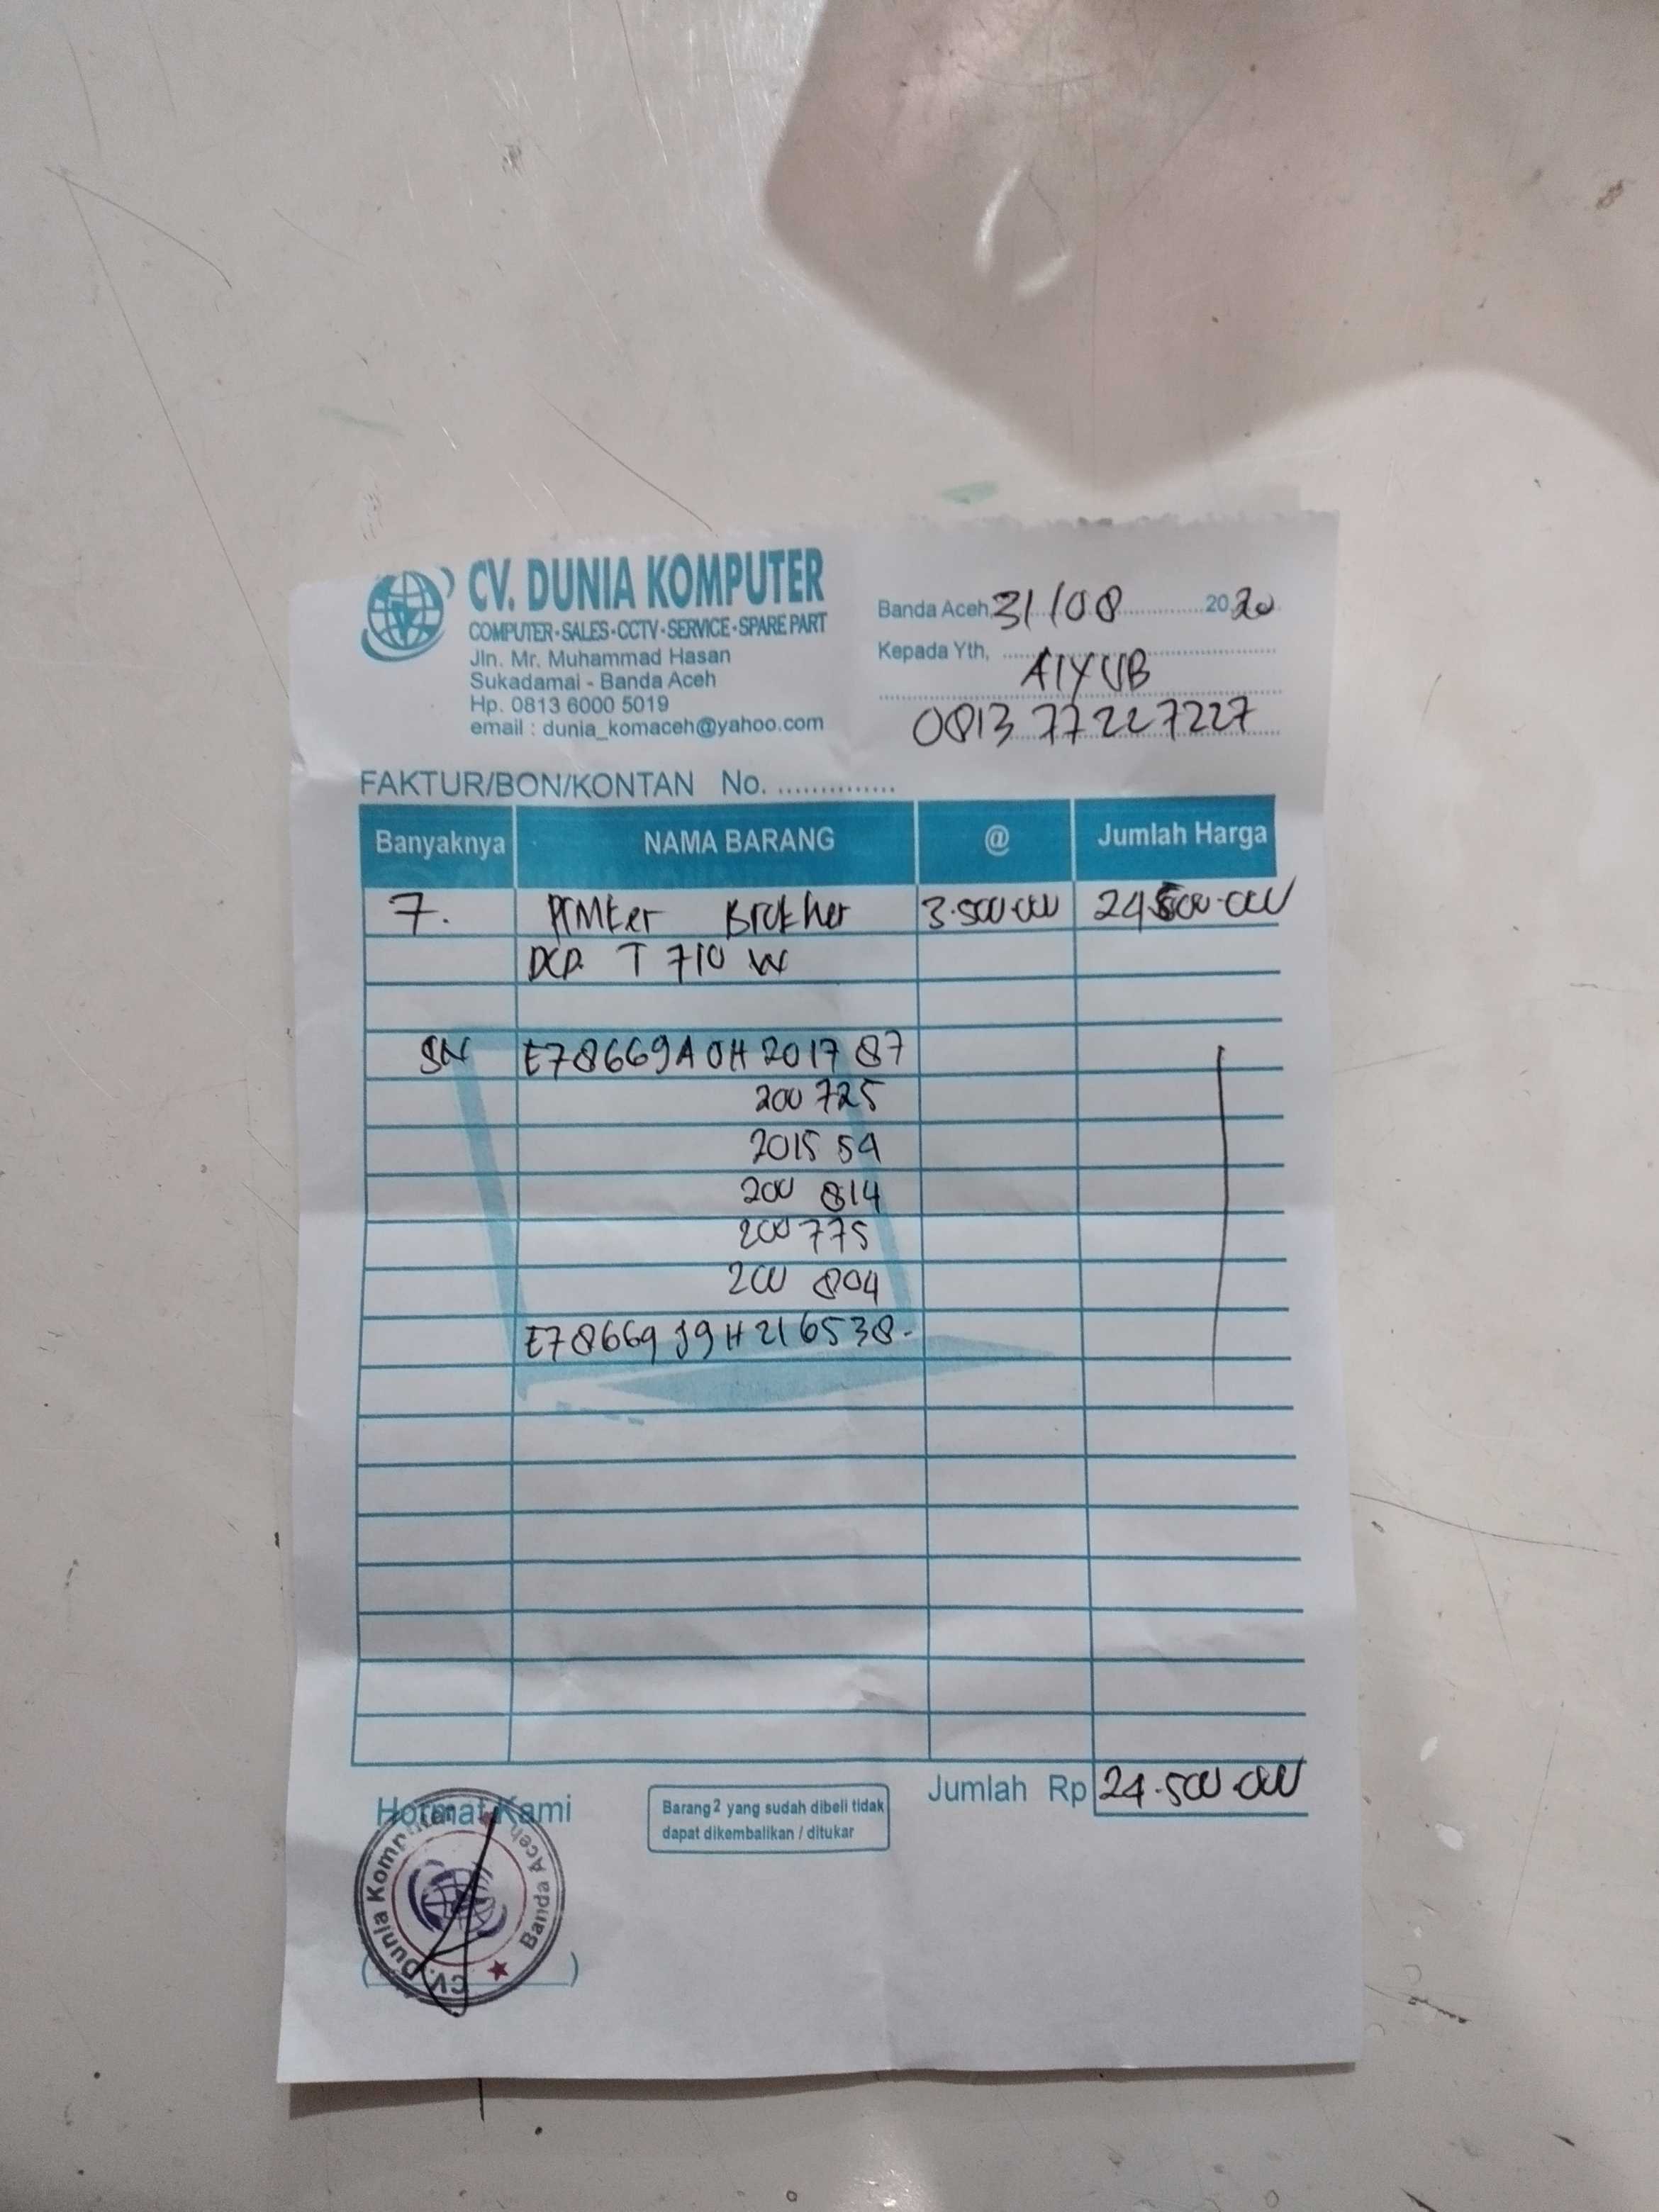 CV. DUNIA KOMPUTER
COMPUTER - SALES - CCTV - SERVICE - SPARE PART
Jln. Mr. Muhammad Hasan
Sukadamai - Banda Aceh
Hp. 0813 6000 5019
email : dunia_komaceh@yahoo.com
Banda Aceh, 31/08 2020
Kepada Yth, AIYUB
0813 77227227
FAKTUR/BON/KONTAN No. ..............
Banyaknya NAMA BARANG @ Jumlah Harga
7. Printer Brother 3.500.000 24.500.000
DCP. T 710 W
SN E78669A0H201787
200725
201554
200814
200775
200804
E78669J9H216538-
Jumlah Rp 24.500.000
Hormat Kami
Barang2 yang sudah dibeli tidak
dapat dikembalikan / ditukar
CV. Dunia Komputer
Banda Aceh